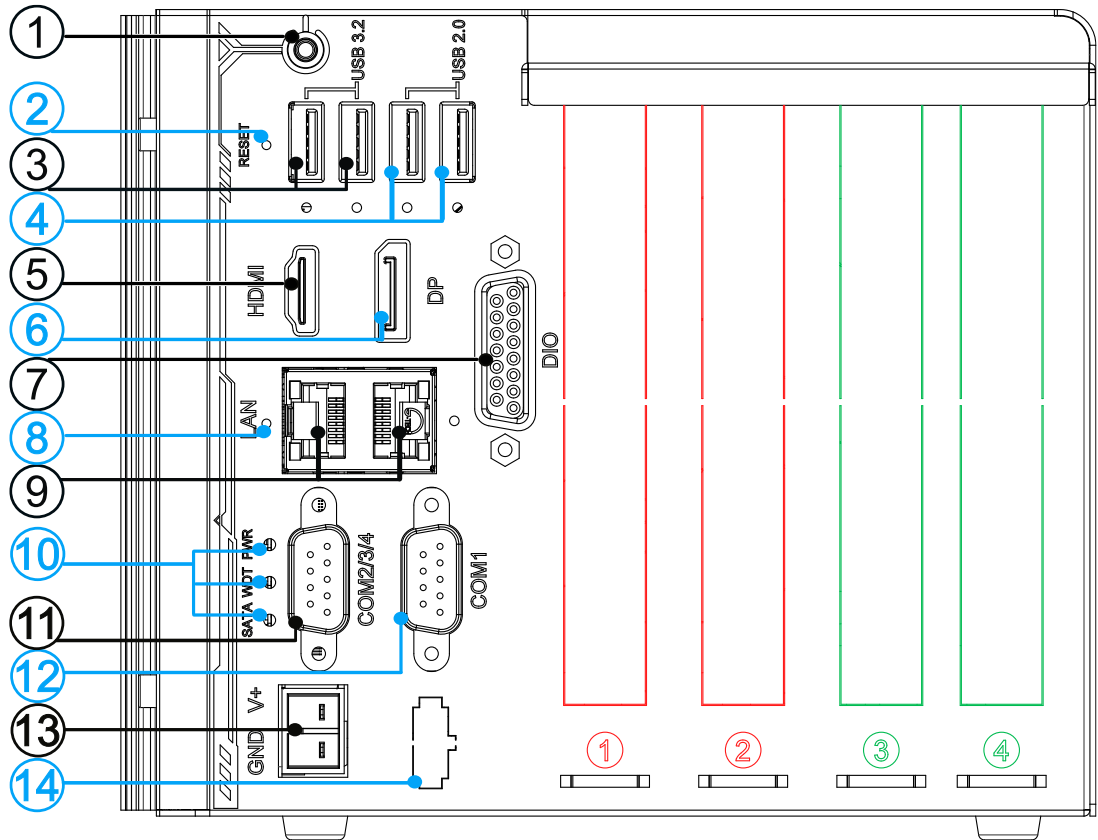 1
2
3
4
5
6
7
8
9
10
11
12
13
14
USB 3.2
USB 2.0
RESET
HDMI
DP
DIO
LAN
PWR
WDT
SATA
COM2/3/4
COM1
V+
GND
1
2
3
4